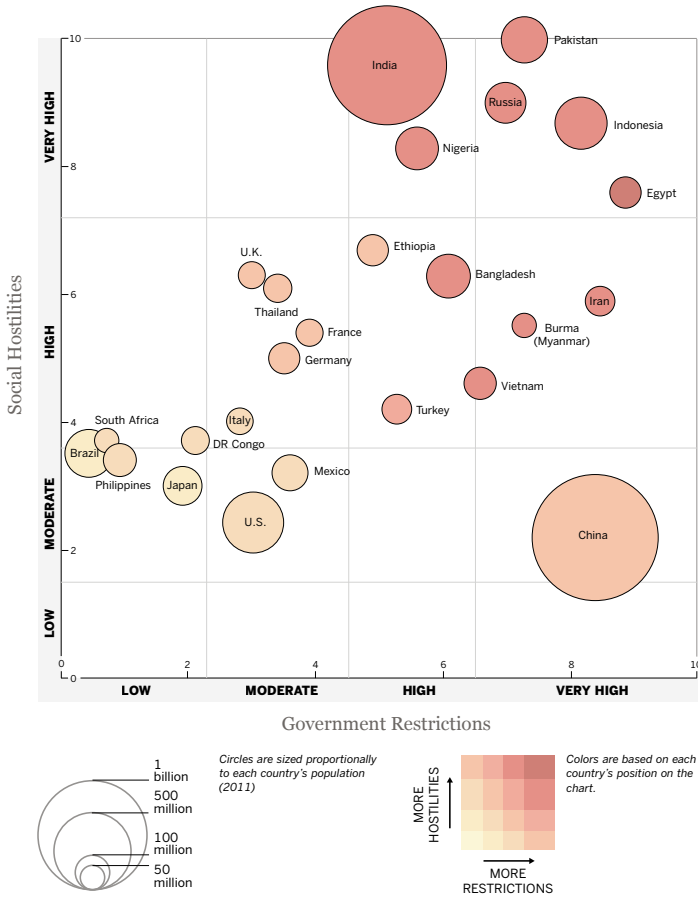 10
Pakistan
India
Russia
Indonesia
VERY HIGH
Nigeria
8
Egypt
Ethiopia
U.K.
Bangladesh
6
Iran
Thailand
Social Hostilities
HIGH
France
Burma
(Myanmar)
Germany
Vietnam
Turkey
4
South Africa
Italy
DR Congo
Brazil
Mexico
Philippines
Japan
MODERATE
U.S.
China
2
LOW
0
2
4
6
8
10
0
LOW
MODERATE
HIGH
VERY HIGH
Government Restrictions
1
billion
500
million
100
million
50
million
Circles are sized proportionally
to each country’s population
(2011)
MORE
HOSTILITIES
MORE
RESTRICTIONS
Colors are based on each
country’s position on the
chart.